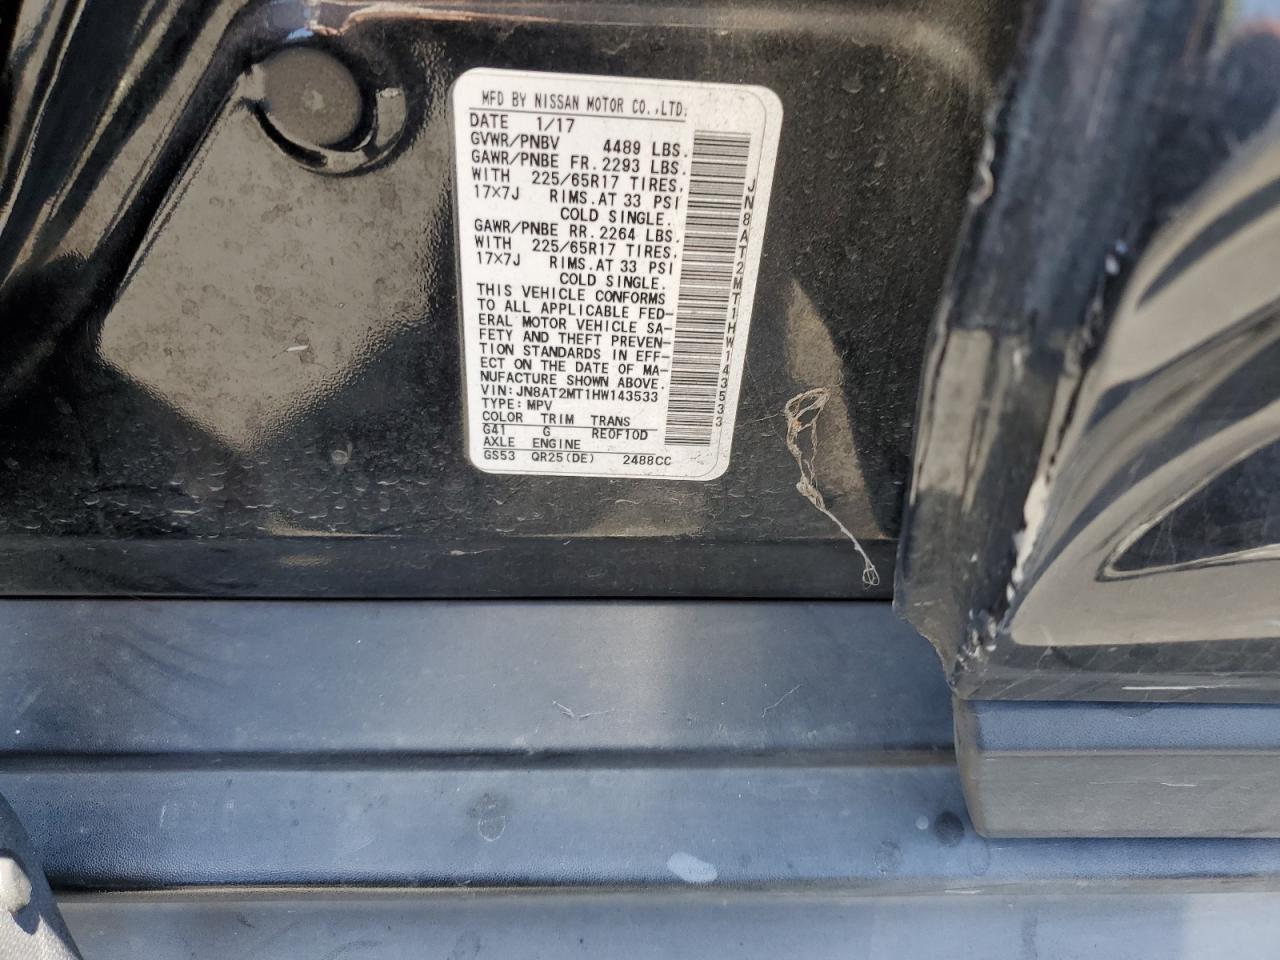 MFD BY NISSAN MOTOR CO.,LTD.
DATE 1/17
GVWR/PNBV 4489 LBS.
GAWR/PNBE FR. 2293 LBS.
WITH 225/65R17 TIRES,
17×7J RIMS. AT 33 PSI
COLD SINGLE.
GAWR/PNBE RR. 2264 LBS.
WITH 225/65R17 TIRES,
17×7J RIMS. AT 33 PSI
COLD SINGLE.
THIS VEHICLE CONFORMS
TO ALL APPLICABLE FED-
ERAL MOTOR VEHICLE SA-
FETY AND THEFT PREVEN-
TION STANDARDS IN EFF-
ECT ON THE DATE OF MA-
NUFACTURE SHOWN ABOVE.
VIN: JN8AT2MT1HW143533
TYPE: MPV
COLOR TRIM TRANS
G41 G RE0F10D
AXLE ENGINE
GS53 QR25(DE) 2488CC
JN8AT2MT1HW143533